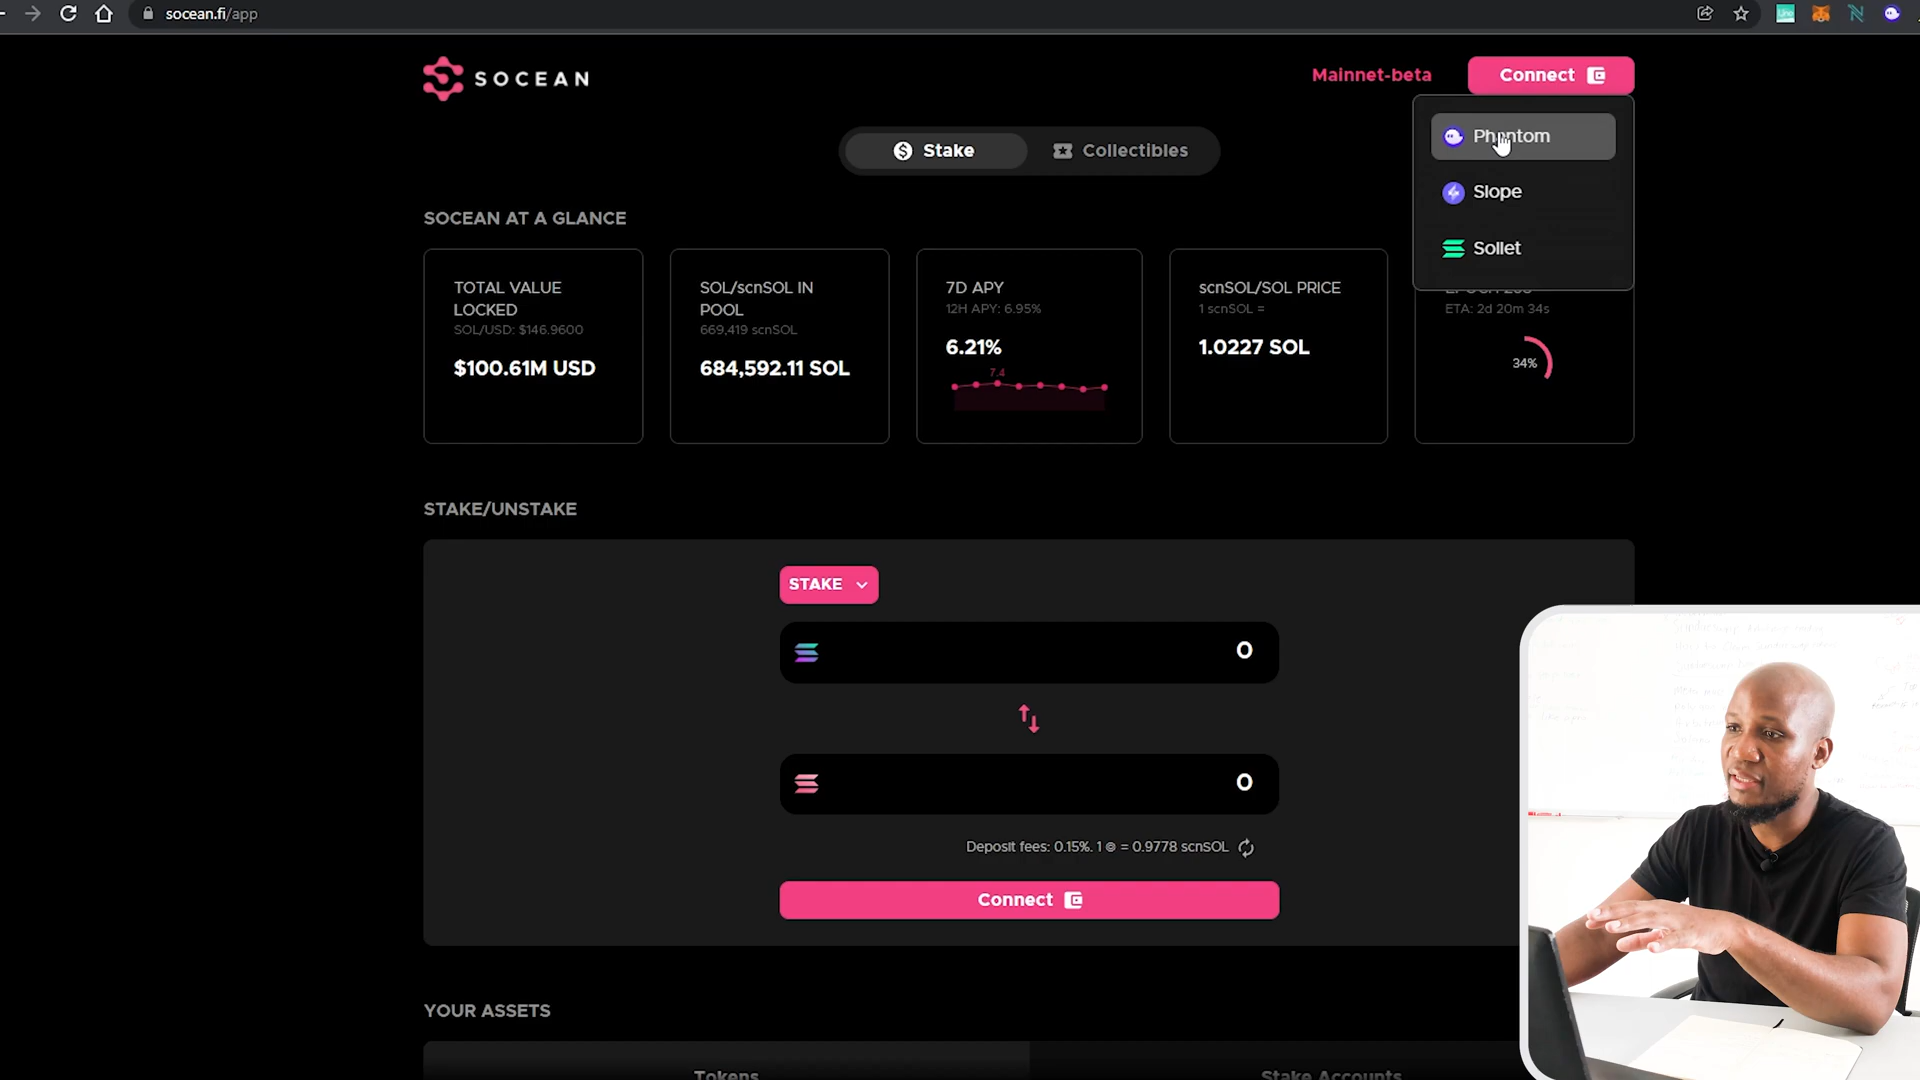 socean.fi/app
SOCEAN
Mainnet-beta
Connect
Phantom
Slope
Sollet
Stake
Collectibles
SOCEAN AT A GLANCE
TOTAL VALUE
LOCKED
SOL/USD: $146.9600
$100.61M USD
SOL/scnSOL IN
POOL
669,419 scnSOL
684,592.11 SOL
7D APY
12H APY: 6.95%
6.21%
7.4
scnSOL/SOL PRICE
1 scnSOL =
1.0227 SOL
ETA: 2d 20m 34s
34%
STAKE/UNSTAKE
STAKE
0
0
Deposit fees: 0.15%. 1 ⊜ = 0.9778 scnSOL
Connect
YOUR ASSETS
Tokens
Stake Accounts